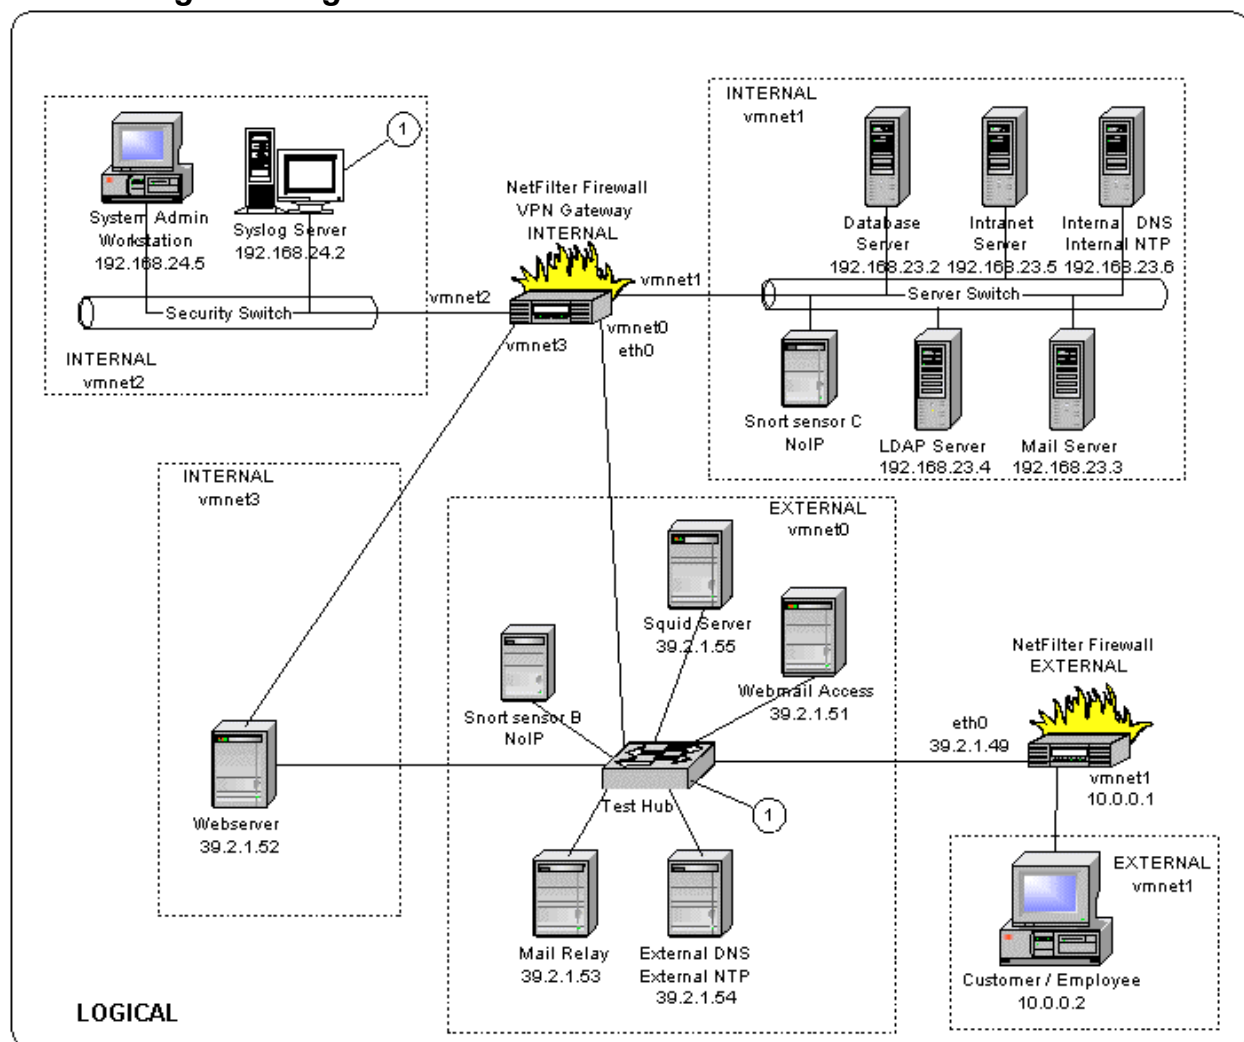 INTERNAL
vmnet1
1
System Admin
Workstation
192.168.24.5
Syslog Server
192.168.24.2
NetFilter Firewall
VPN Gateway
INTERNAL
Database
Server
192.168.23.2
Intranet
Server
192.168.23.5
Internal DNS
Internal NTP
192.168.23.6
vmnet2
vmnet1
Security Switch
Server Switch
vmnet3
vmnet0
eth0
INTERNAL
vmnet2
Snort sensor C
NoIP
LDAP Server
192.168.23.4
Mail Server
192.168.23.3
INTERNAL
vmnet3
EXTERNAL
vmnet0
Squid Server
39.2.1.55
Webmail Access
39.2.1.51
Snort sensor B
NoIP
NetFilter Firewall
EXTERNAL
eth0
39.2.1.49
vmnet1
10.0.0.1
Test Hub
1
Webserver
39.2.1.52
Mail Relay
39.2.1.53
External DNS
External NTP
39.2.1.54
EXTERNAL
vmnet1
Customer / Employee
10.0.0.2
LOGICAL